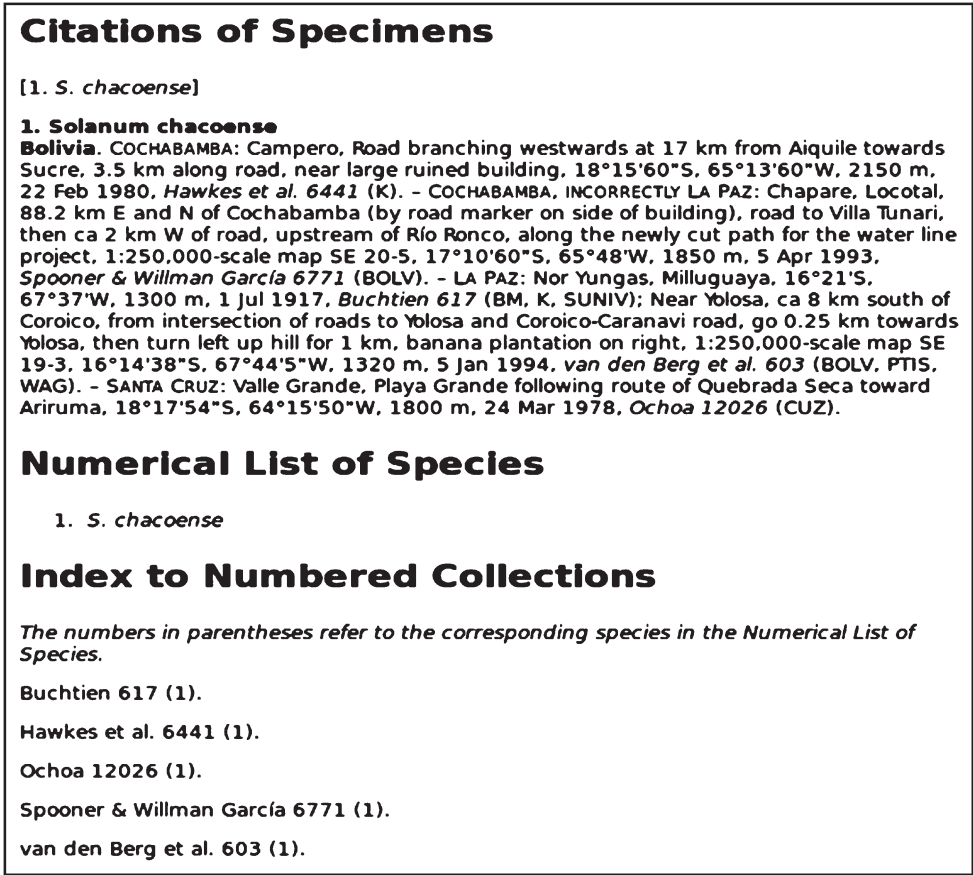 Citations of Specimens
[1. S. chacoense]
1. Solanum chacoense
Bolivia. COCHABAMBA: Campero, Road branching westwards at 17 km from Aiquile towards
Sucre, 3.5 km along road, near large ruined building, 18°15'60"S, 65°13'60"W, 2150 m,
22 Feb 1980, Hawkes et al. 6441 (K). – COCHABAMBA, INCORRECTLY LA PAZ: Chapare, Locotal,
88.2 km E and N of Cochabamba (by road marker on side of building), road to Villa Tunari,
then ca 2 km W of road, upstream of Río Ronco, along the newly cut path for the water line
project, 1:250,000-scale map SE 20-5, 17°10'60"S, 65°48'W, 1850 m, 5 Apr 1993,
Spooner & Willman García 6771 (BOLV). – LA PAZ: Nor Yungas, Milluguaya, 16°21'S,
67°37'W, 1300 m, 1 Jul 1917, Buchtien 617 (BM, K, SUNIV); Near Yolosa, ca 8 km south of
Coroico, from intersection of roads to Yolosa and Coroico-Caranavi road, go 0.25 km towards
Yolosa, then turn left up hill for 1 km, banana plantation on right, 1:250,000-scale map SE
19-3, 16°14'38"S, 67°44'5"W, 1320 m, 5 Jan 1994, van den Berg et al. 603 (BOLV, PTIS,
WAG). – SANTA CRUZ: Valle Grande, Playa Grande following route of Quebrada Seca toward
Ariruma, 18°17'54"S, 64°15'50"W, 1800 m, 24 Mar 1978, Ochoa 12026 (CUZ).
Numerical List of Species
1. S. chacoense
Index to Numbered Collections
The numbers in parentheses refer to the corresponding species in the Numerical List of
Species.
Buchtien 617 (1).
Hawkes et al. 6441 (1).
Ochoa 12026 (1).
Spooner & Willman García 6771 (1).
van den Berg et al. 603 (1).